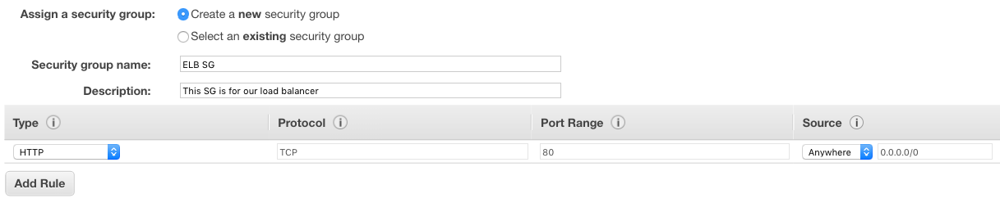 Assign a security group: Create a new security group
Select an existing security group
Security group name: ELB SG
Description: This SG is for our load balancer
Type i Protocol i Port Range i Source i
HTTP TCP 80 Anywhere 0.0.0.0/0
Add Rule